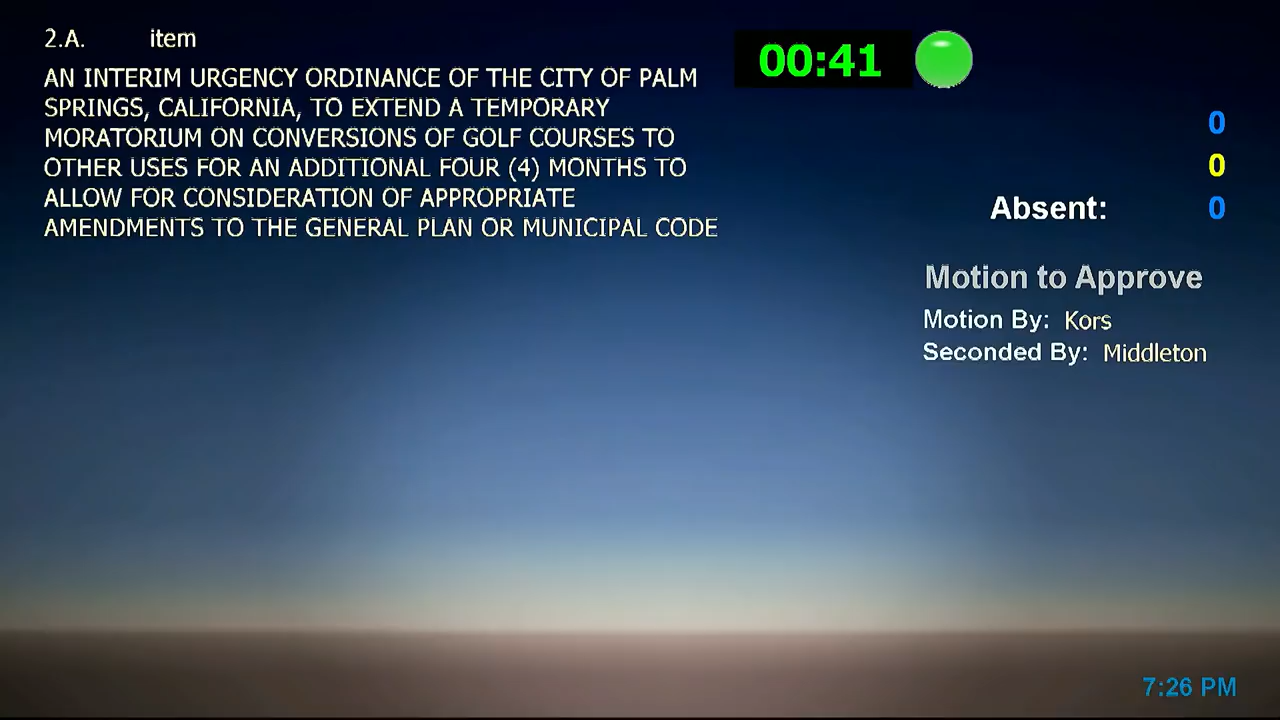 2.A. item
AN INTERIM URGENCY ORDINANCE OF THE CITY OF PALM
SPRINGS, CALIFORNIA, TO EXTEND A TEMPORARY
MORATORIUM ON CONVERSIONS OF GOLF COURSES TO
OTHER USES FOR AN ADDITIONAL FOUR (4) MONTHS TO
ALLOW FOR CONSIDERATION OF APPROPRIATE
AMENDMENTS TO THE GENERAL PLAN OR MUNICIPAL CODE
00:41
0
0
Absent: 0
Motion to Approve
Motion By: Kors
Seconded By: Middleton
7:26 PM